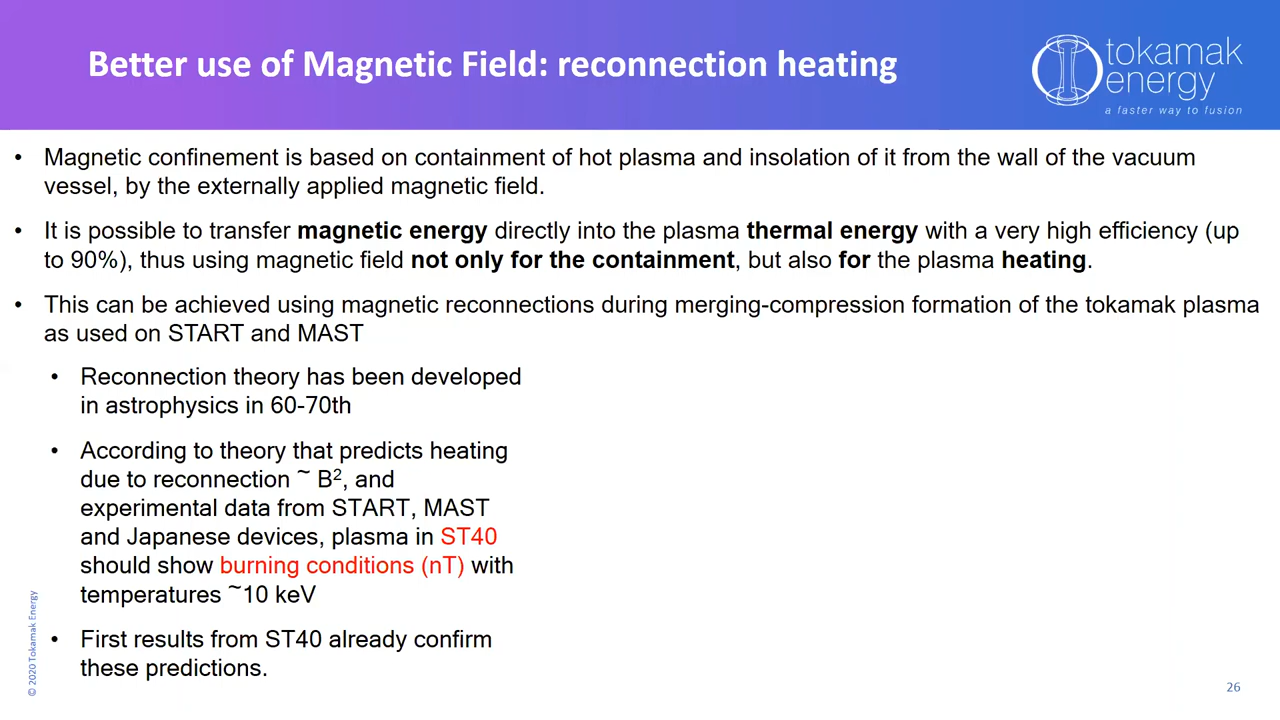 Better use of Magnetic Field: reconnection heating
tokamak
energy
a faster way to fusion
• Magnetic confinement is based on containment of hot plasma and insolation of it from the wall of the vacuum
vessel, by the externally applied magnetic field.
• It is possible to transfer magnetic energy directly into the plasma thermal energy with a very high efficiency (up
to 90%), thus using magnetic field not only for the containment, but also for the plasma heating.
• This can be achieved using magnetic reconnections during merging-compression formation of the tokamak plasma
as used on START and MAST
• Reconnection theory has been developed
in astrophysics in 60-70th
• According to theory that predicts heating
due to reconnection ~ B², and
experimental data from START, MAST
and Japanese devices, plasma in ST40
should show burning conditions (nT) with
temperatures ~10 keV
• First results from ST40 already confirm
these predictions.
© 2020 Tokamak Energy
26